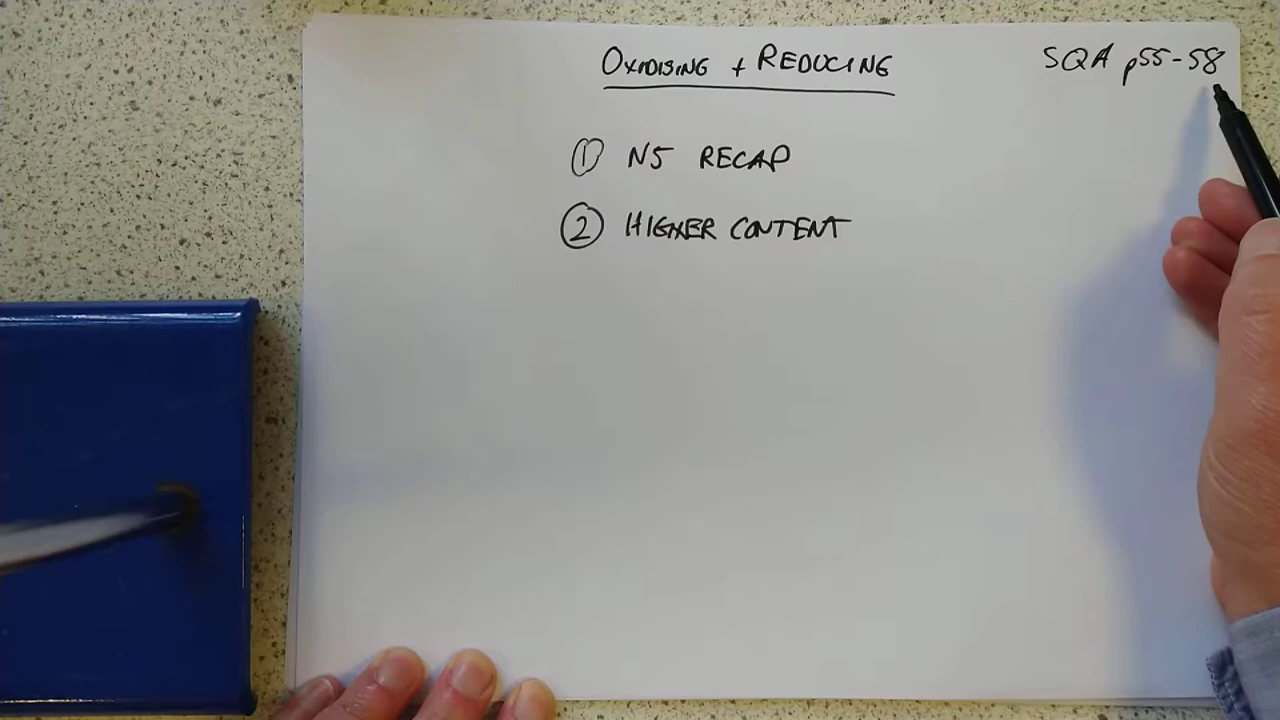 OXIDISING + REDUCING
SQA p55-58
① N5 RECAP
② HIGHER CONTENT